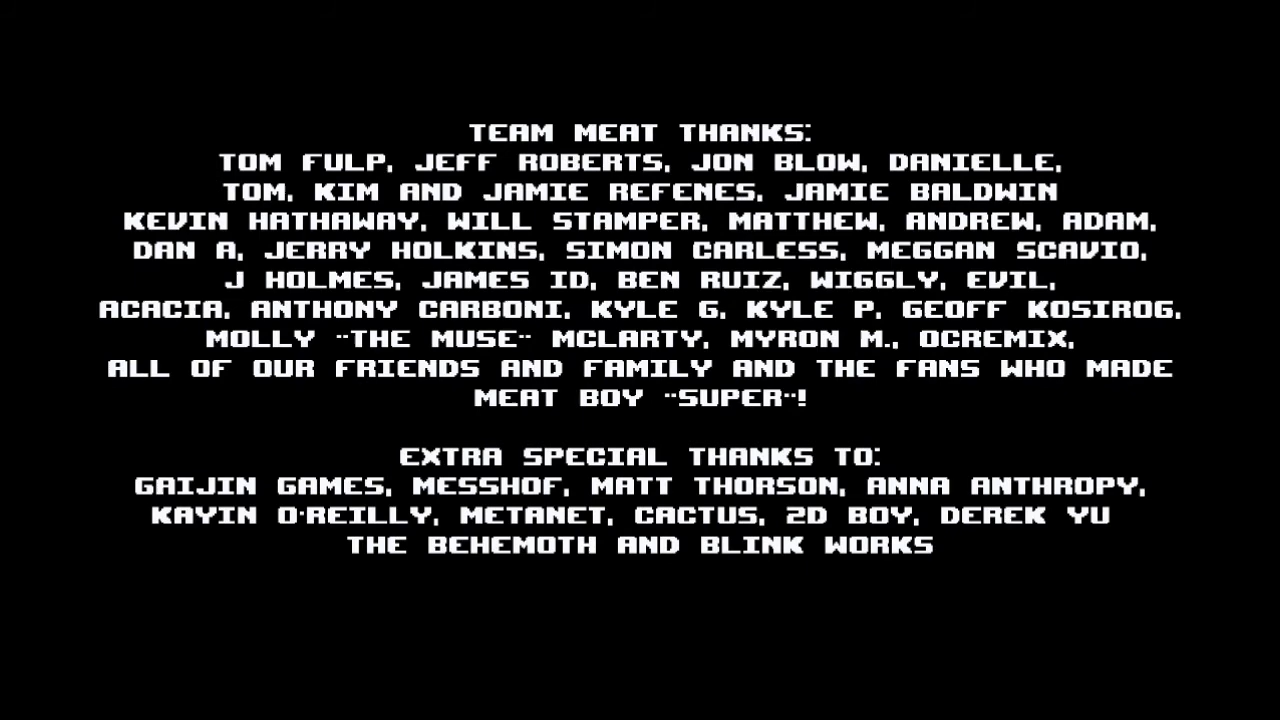 TEAM MEAT THANKS:
TOM FULP, JEFF ROBERTS, JON BLOW, DANIELLE,
TOM, KIM AND JAMIE REFENES, JAMIE BALDWIN
KEVIN HATHAWAY, WILL STAMPER, MATTHEW, ANDREW, ADAM,
DAN A, JERRY HOLKINS, SIMON CARLESS, MEGGAN SCAVIO,
J HOLMES, JAMES ID, BEN RUIZ, WIGGLY, EVIL,
ACACIA, ANTHONY CARBONI, KYLE G, KYLE P, GEOFF KOSIROG,
MOLLY "THE MUSE" MCLARTY, MYRON M., OCREMIX,
ALL OF OUR FRIENDS AND FAMILY AND THE FANS WHO MADE
MEAT BOY "SUPER"!
EXTRA SPECIAL THANKS TO:
GAIJIN GAMES, MESSHOF, MATT THORSON, ANNA ANTHROPY,
KAYIN O'REILLY, METANET, CACTUS, 2D BOY, DEREK YU
THE BEHEMOTH AND BLINK WORKS